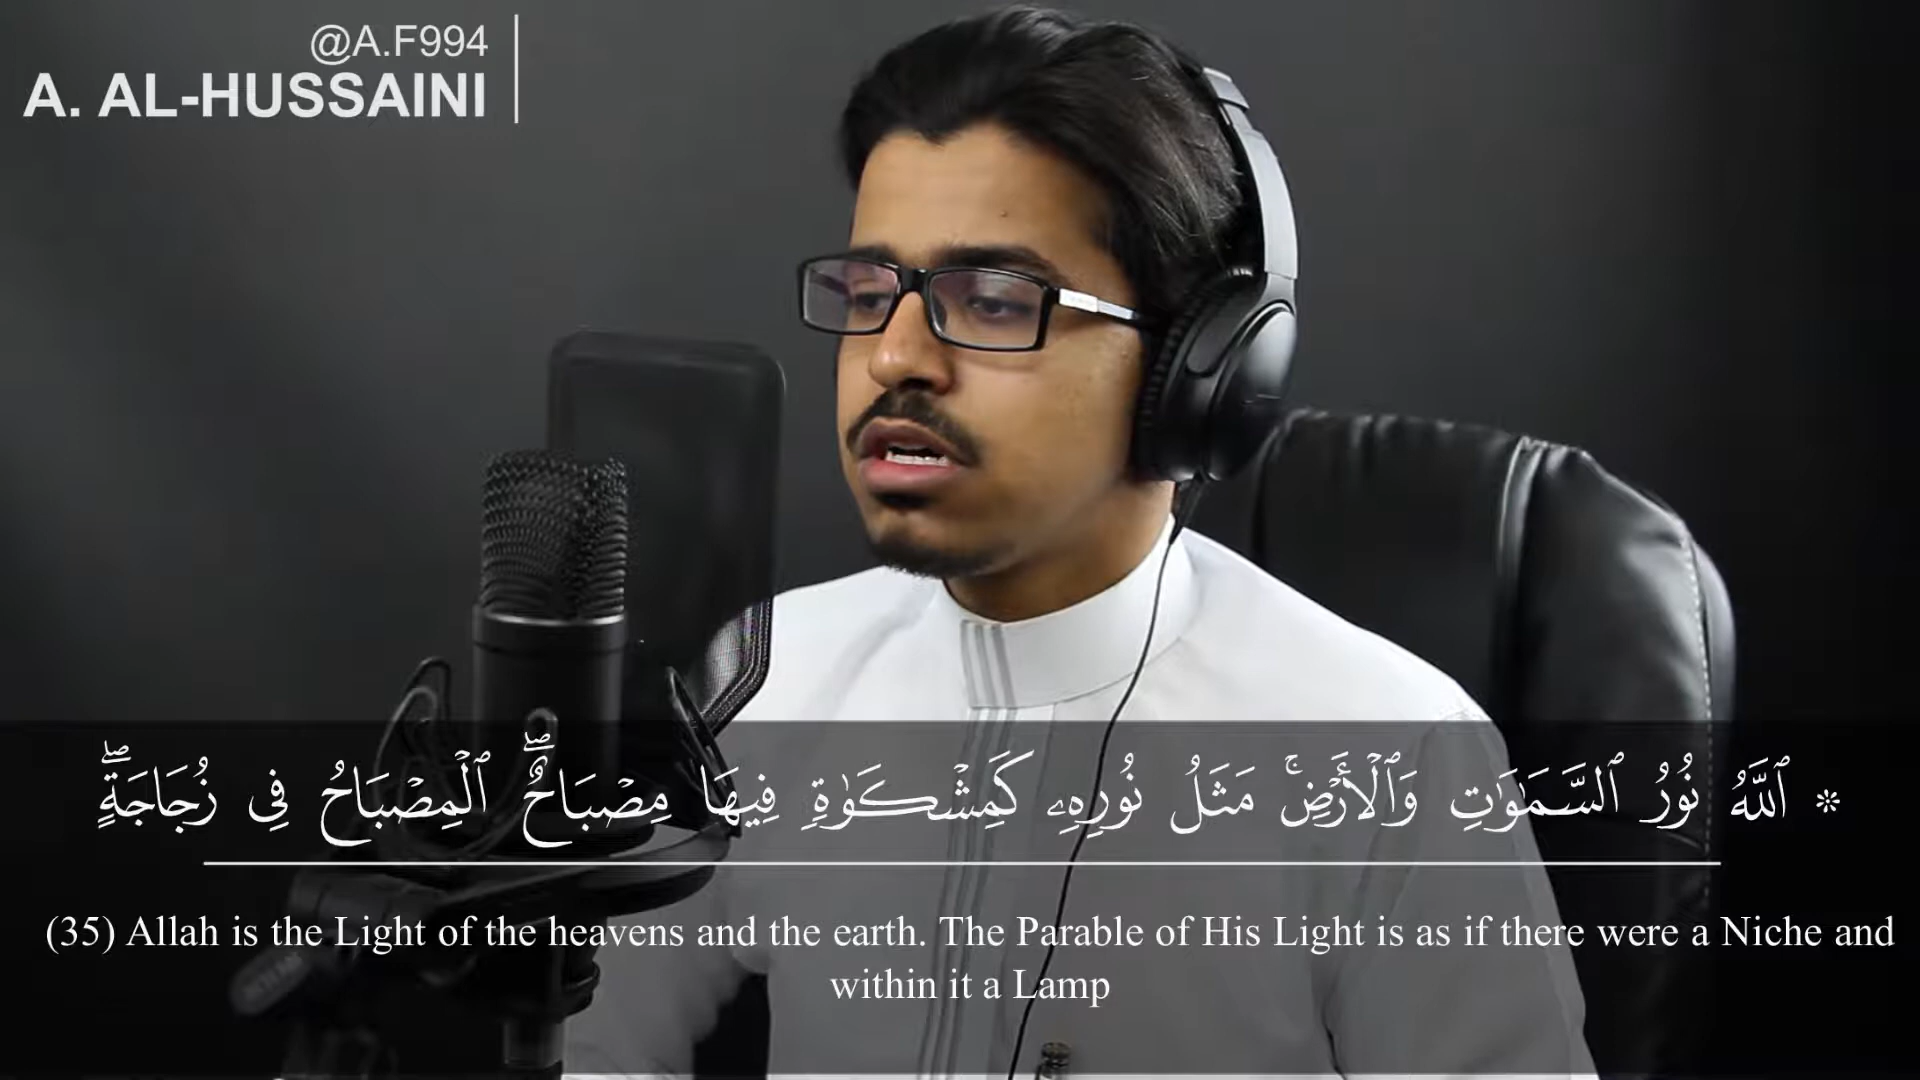 @A.F994
A. AL-HUSSAINI
* ٱللَّهُ نُورُ ٱلسَّمَٰوَٰتِ وَٱلْأَرْضِ ۚ مَثَلُ نُورِهِۦ كَمِشْكَوٰةٍ فِيهَا مِصْبَاحٌ ۖ ٱلْمِصْبَاحُ فِى زُجَاجَةٍ ۖ
(35) Allah is the Light of the heavens and the earth. The Parable of His Light is as if there were a Niche and
within it a Lamp